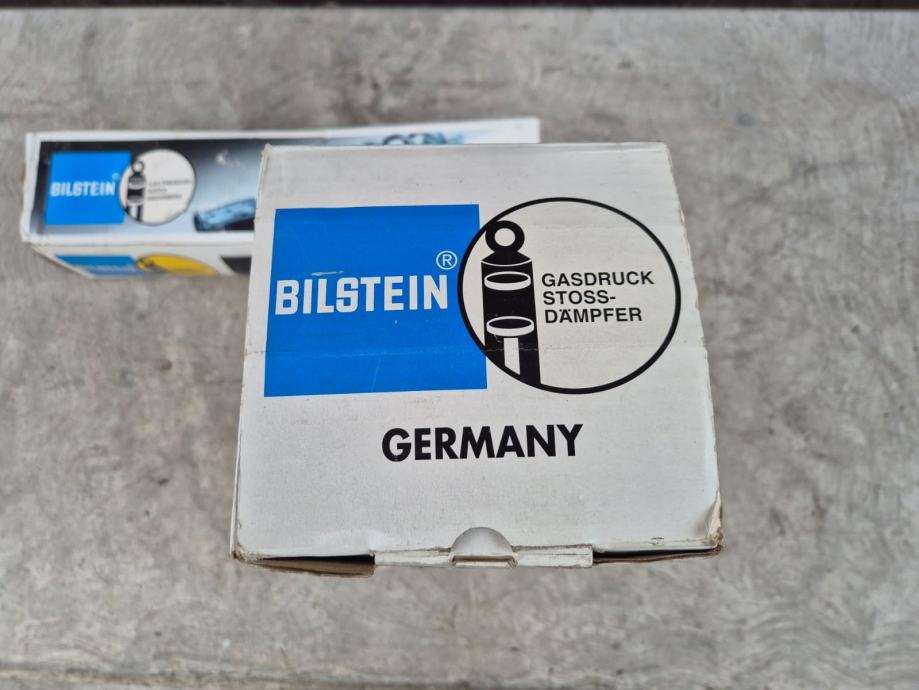 BILSTEIN®
BILSTEIN®
GASDRUCK
STOSS-
DÄMPFER
GERMANY